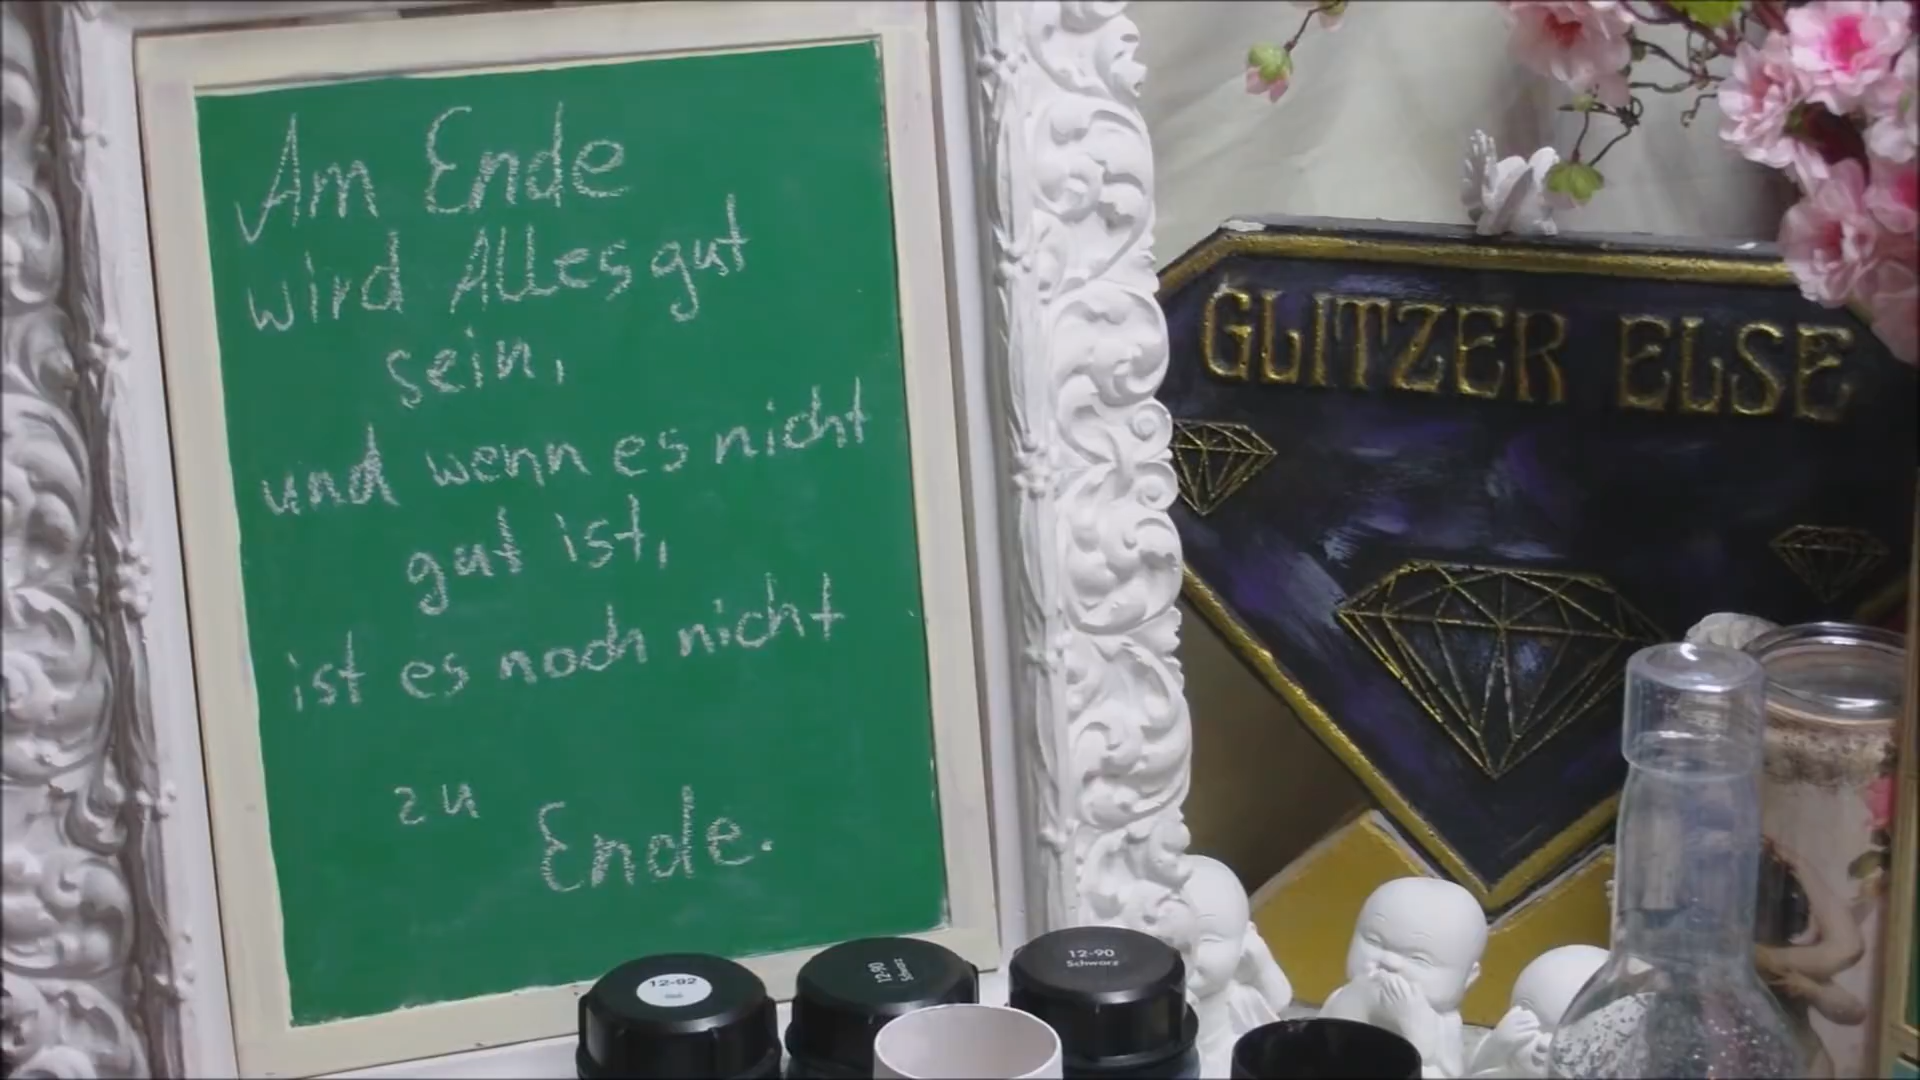 Am Ende
wird Alles gut
sein,
und wenn es nicht
gut ist,
ist es noch nicht
zu
Ende.
GLITZER ELSE
12-92
12-90
Schwarz
12-90
Schwarz